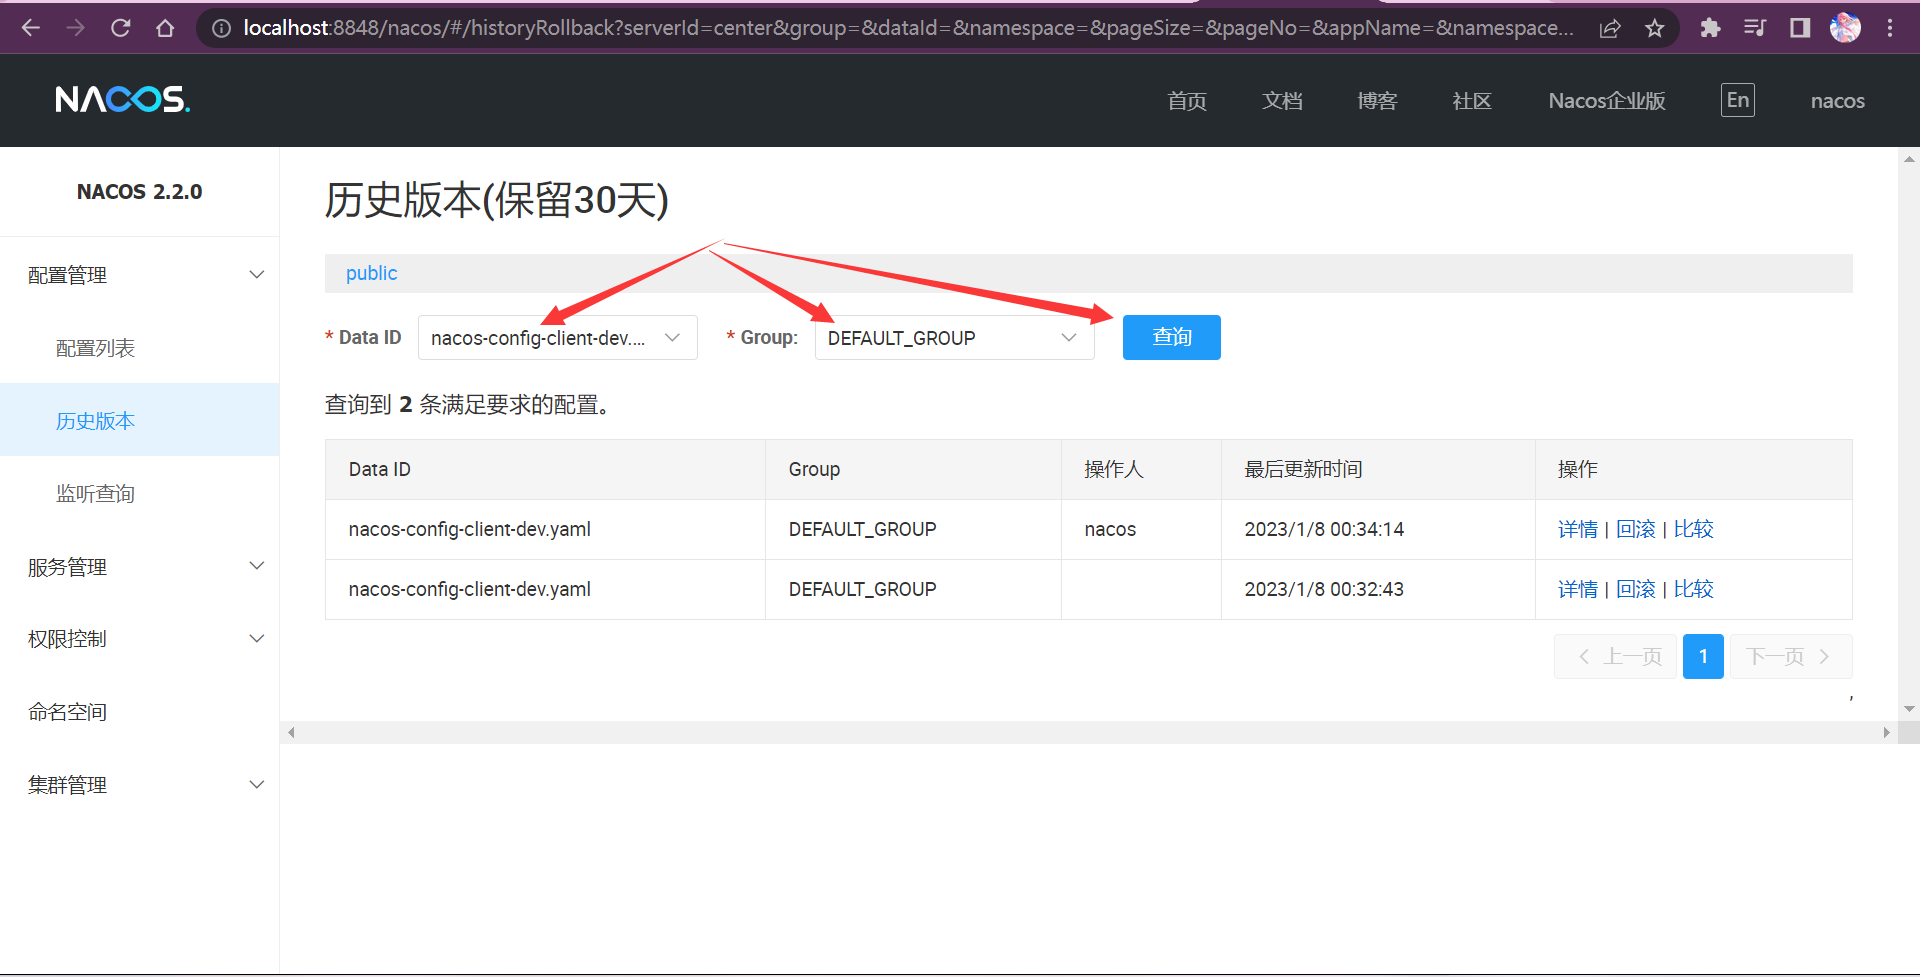 localhost:8848/nacos/#/historyRollback?serverId=center&group=&dataId=&namespace=&pageSize=&pageNo=&appName=&namespace...
NACOS.
首页 文档 博客 社区 Nacos企业版 En nacos
NACOS 2.2.0
配置管理
配置列表
历史版本
监听查询
服务管理
权限控制
命名空间
集群管理
历史版本(保留30天)
public
* Data ID nacos-config-client-dev.... * Group: DEFAULT_GROUP 查询
查询到 2 条满足要求的配置。
Data ID Group 操作人 最后更新时间 操作
nacos-config-client-dev.yaml DEFAULT_GROUP nacos 2023/1/8 00:34:14 详情 | 回滚 | 比较
nacos-config-client-dev.yaml DEFAULT_GROUP 2023/1/8 00:32:43 详情 | 回滚 | 比较
上一页 1 下一页
,